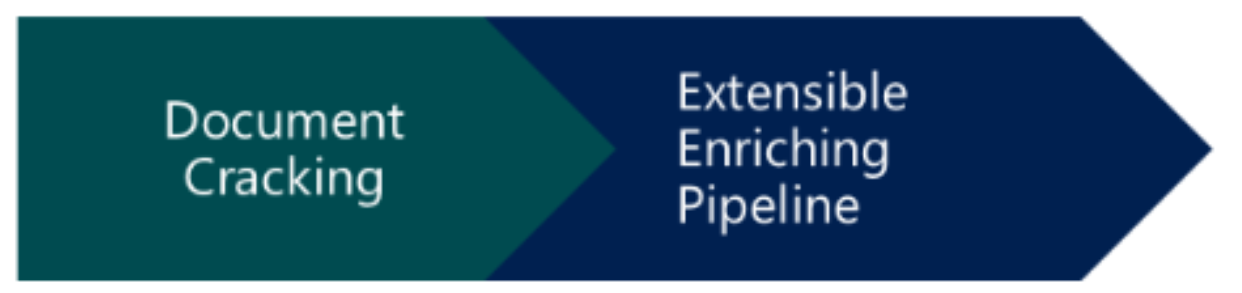 Document
Cracking
Extensible
Enriching
Pipeline